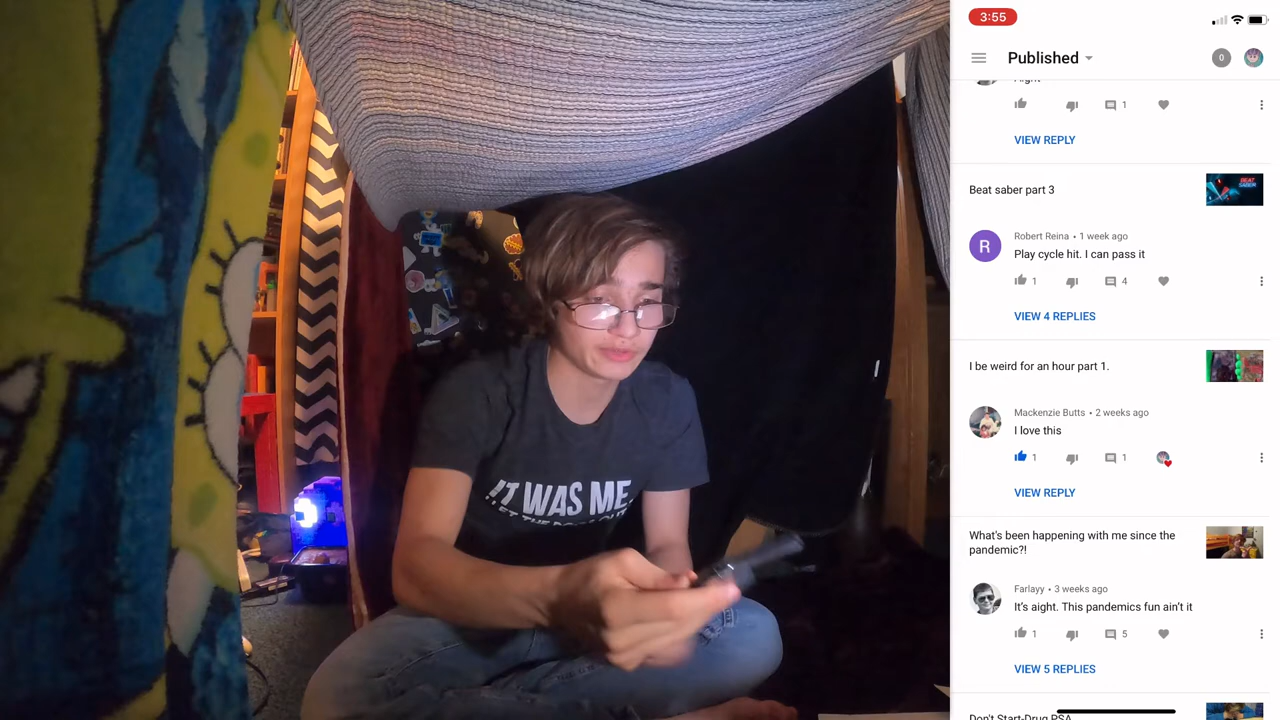 IT WAS ME.
3:55
Published
0
1
VIEW REPLY
Beat saber part 3
BEAT
SABER
R
Robert Reina • 1 week ago
Play cycle hit. I can pass it
1
4
VIEW 4 REPLIES
I be weird for an hour part 1.
Mackenzie Butts • 2 weeks ago
I love this
1
1
VIEW REPLY
What's been happening with me since the
pandemic?!
Farlayy • 3 weeks ago
It's aight. This pandemics fun ain't it
1
5
VIEW 5 REPLIES
Don't Start-Drug PSA